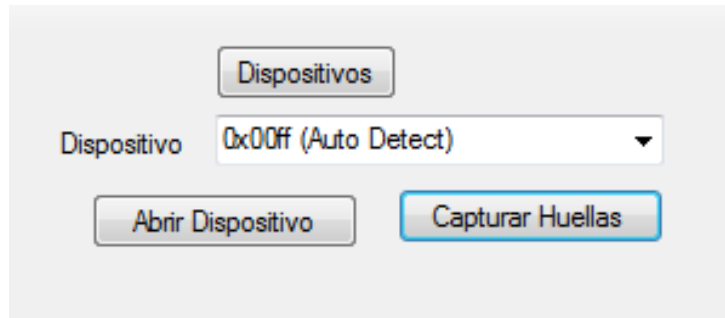 Dispositivos
Dispositivo 0x00ff (Auto Detect)
Abrir Dispositivo Capturar Huellas